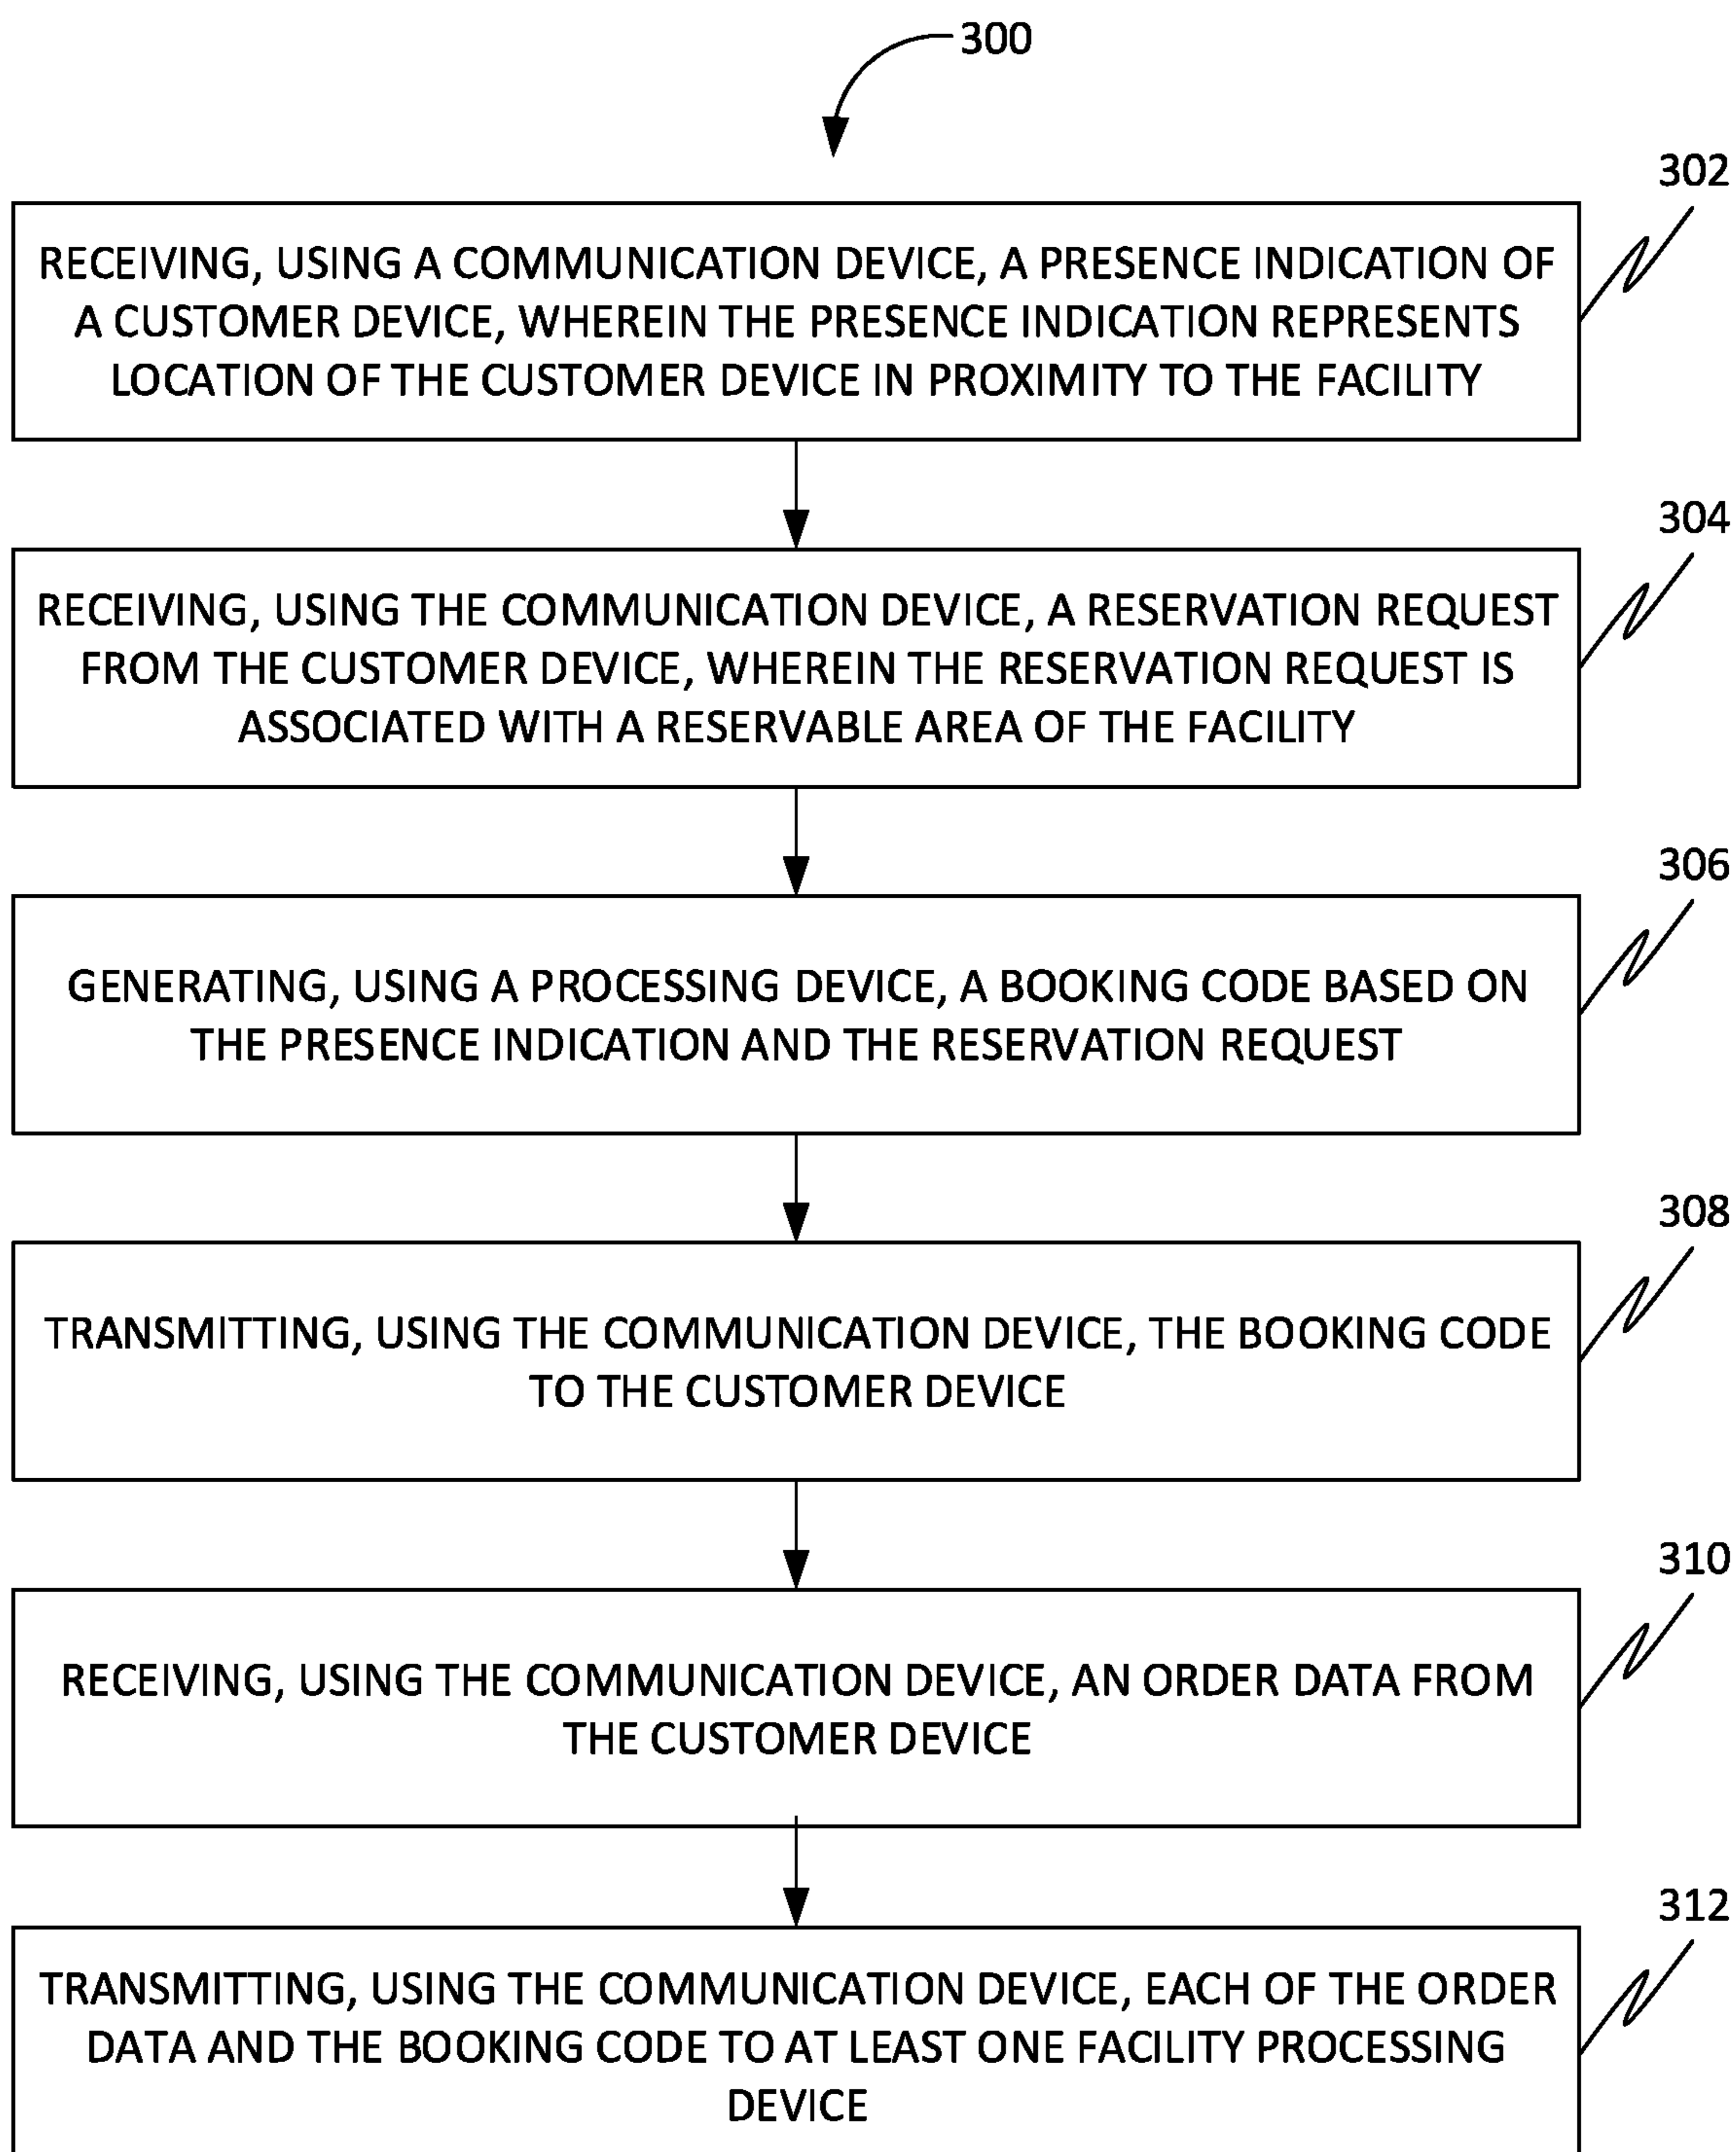 300
302
RECEIVING, USING A COMMUNICATION DEVICE, A PRESENCE INDICATION OF
A CUSTOMER DEVICE, WHEREIN THE PRESENCE INDICATION REPRESENTS
LOCATION OF THE CUSTOMER DEVICE IN PROXIMITY TO THE FACILITY
304
RECEIVING, USING THE COMMUNICATION DEVICE, A RESERVATION REQUEST
FROM THE CUSTOMER DEVICE, WHEREIN THE RESERVATION REQUEST IS
ASSOCIATED WITH A RESERVABLE AREA OF THE FACILITY
306
GENERATING, USING A PROCESSING DEVICE, A BOOKING CODE BASED ON
THE PRESENCE INDICATION AND THE RESERVATION REQUEST
308
TRANSMITTING, USING THE COMMUNICATION DEVICE, THE BOOKING CODE
TO THE CUSTOMER DEVICE
310
RECEIVING, USING THE COMMUNICATION DEVICE, AN ORDER DATA FROM
THE CUSTOMER DEVICE
312
TRANSMITTING, USING THE COMMUNICATION DEVICE, EACH OF THE ORDER
DATA AND THE BOOKING CODE TO AT LEAST ONE FACILITY PROCESSING
DEVICE